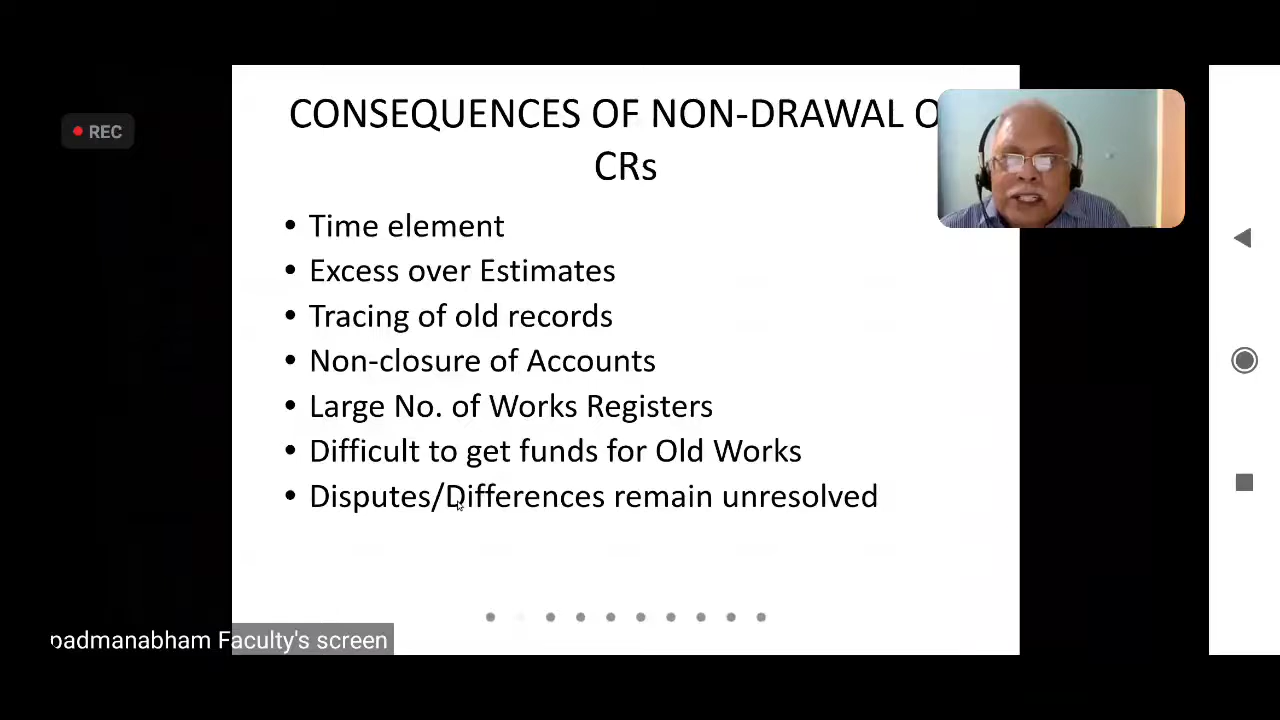 CONSEQUENCES OF NON-DRAWAL O
CRs
REC
• Time element
• Excess over Estimates
• Tracing of old records
• Non-closure of Accounts
• Large No. of Works Registers
• Difficult to get funds for Old Works
• Disputes/Differences remain unresolved
padmanabham Faculty's screen